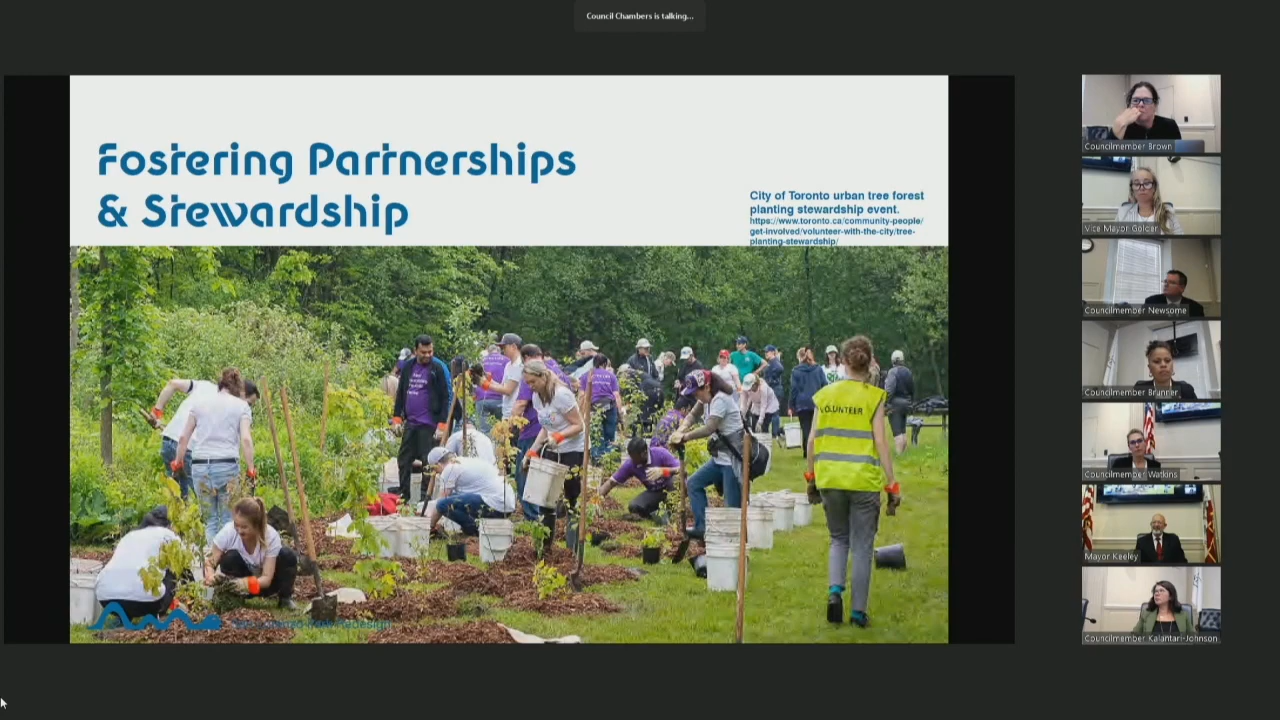 Council Chambers is talking...
Fostering Partnerships
& Stewardship
City of Toronto urban tree forest
planting stewardship event.
https://www.toronto.ca/community-people/
get-involved/volunteer-with-the-city/tree-
planting-stewardship/
VOLUNTEER
Councilmember Brown
Vice Mayor Golder
Councilmember Newsome
Councilmember Brunner
Councilmember Watkins
Mayor Keeley
Councilmember Kalantari-Johnson